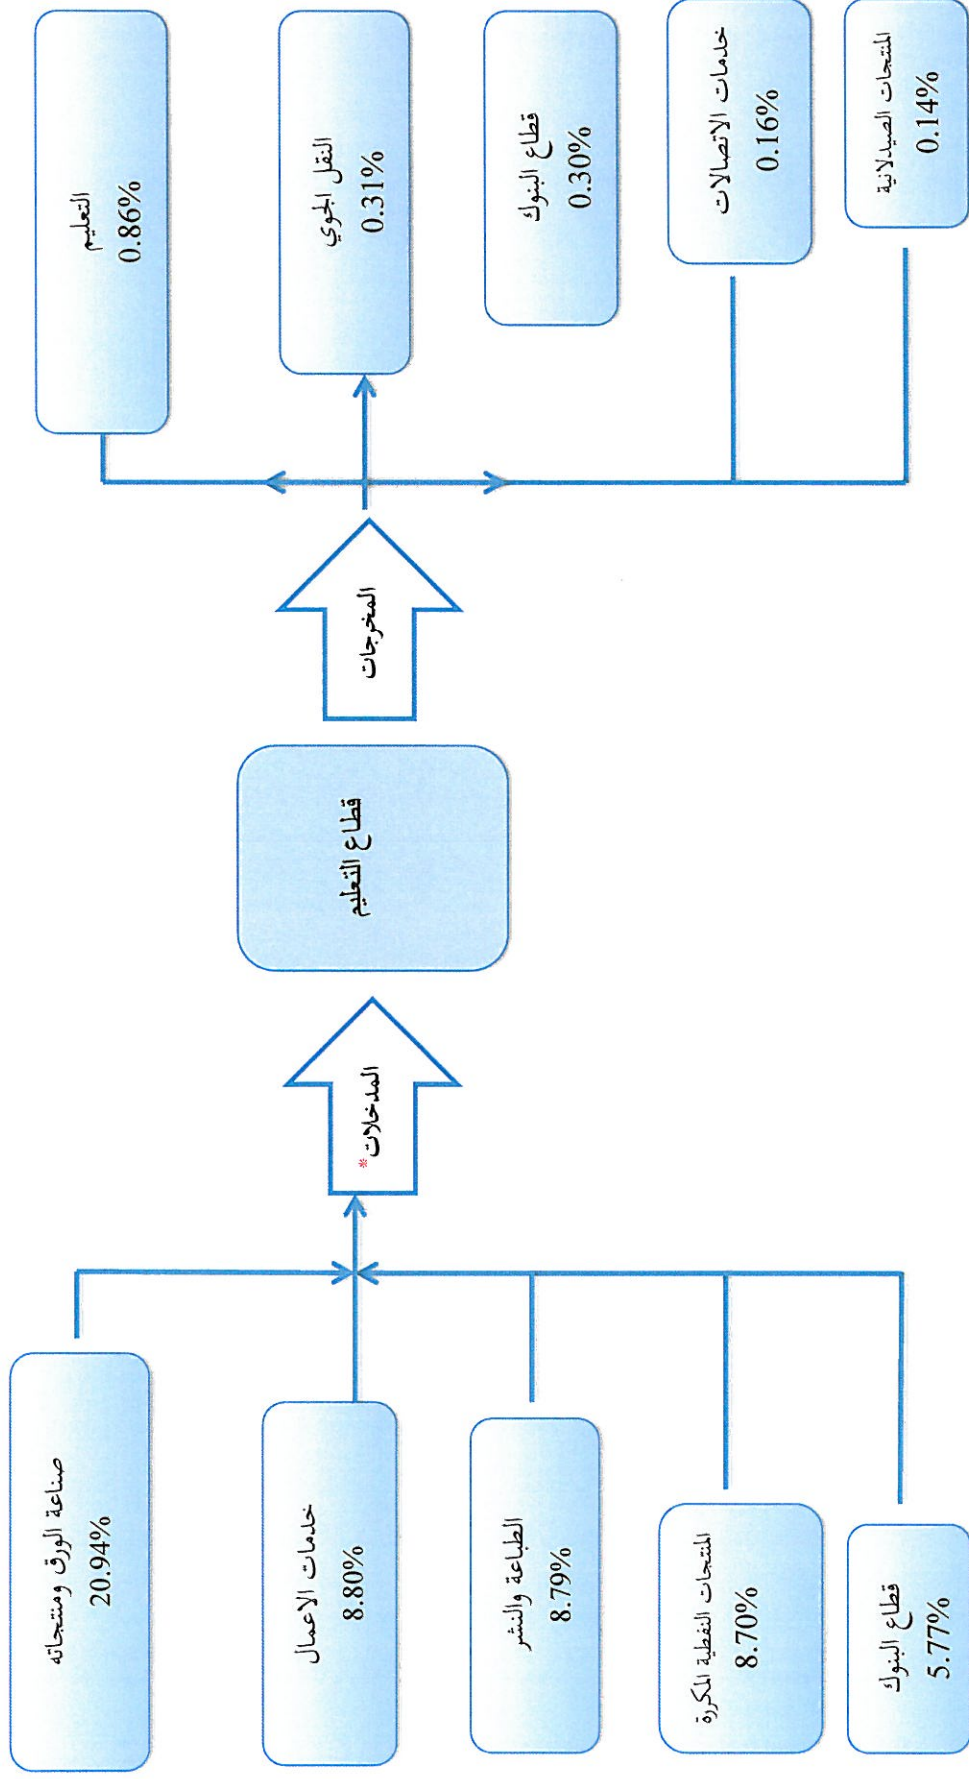 صناعة الورق ومنتجاته
20.94%
خدمات الاعمال
8.80%
الطباعة والنشر
8.79%
المنتجات النفطية المكررة
8.70%
قطاع البنوك
5.77%
المدخلات*
قطاع التعليم
المخرجات
التعليم
0.86%
النقل الجوي
0.31%
قطاع البنوك
0.30%
خدمات الاتصالات
0.16%
المنتجات الصيدلانية
0.14%